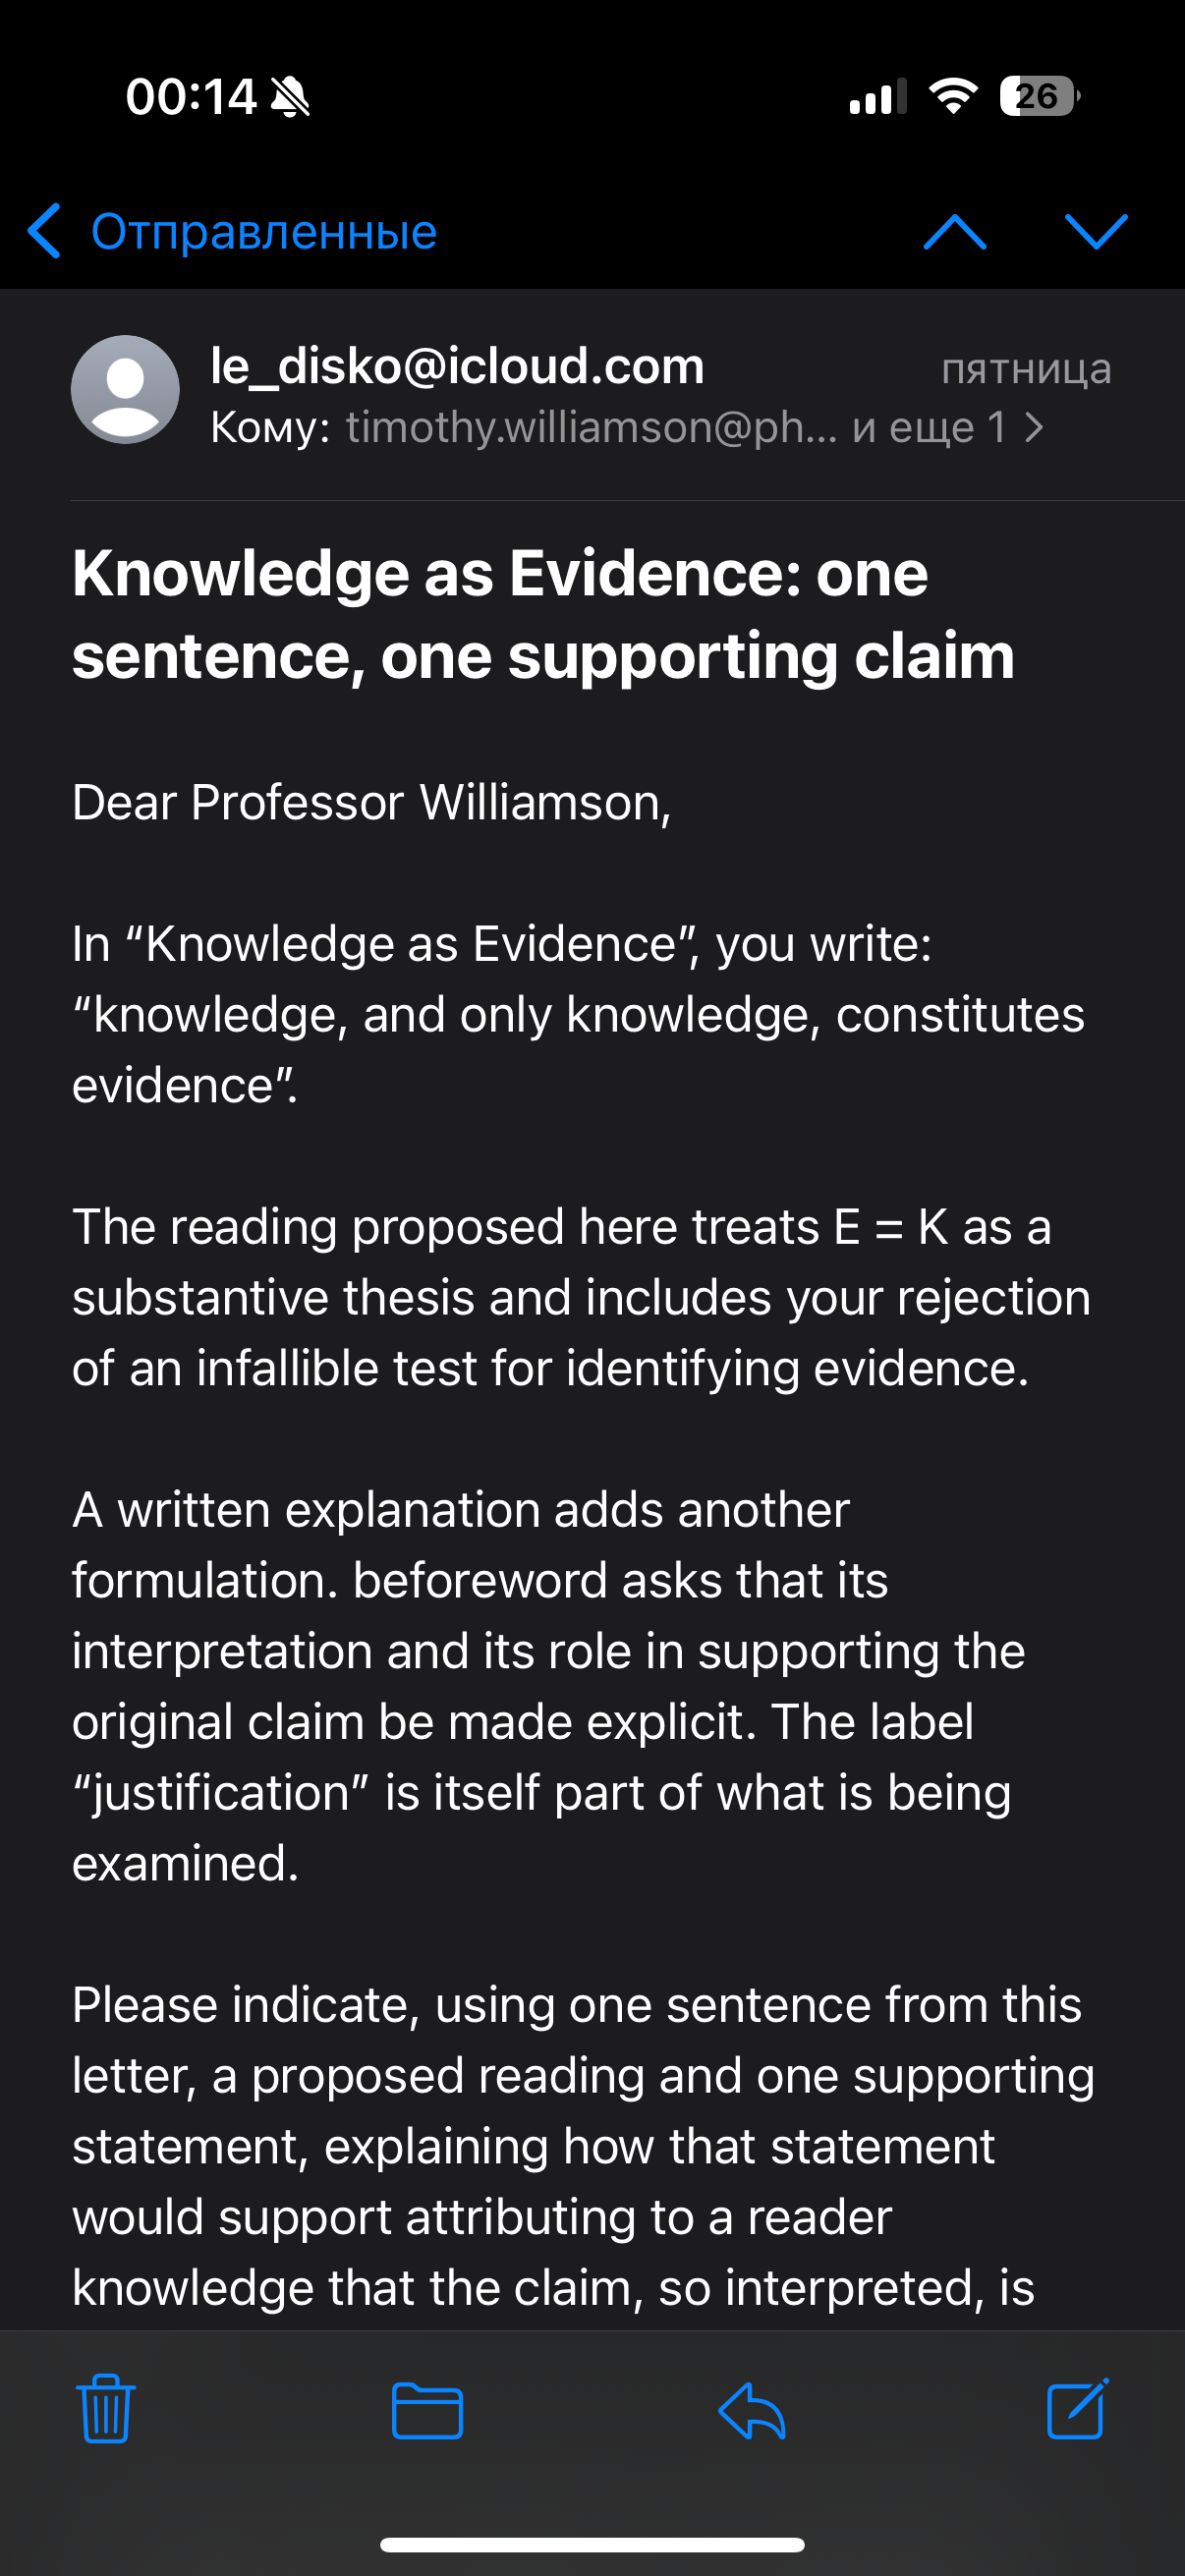 00:14
26
Отправленные
le_disko@icloud.com
пятница
Кому: timothy.williamson@ph... и еще 1
Knowledge as Evidence: one
sentence, one supporting claim
Dear Professor Williamson,
In “Knowledge as Evidence”, you write:
“knowledge, and only knowledge, constitutes
evidence”.
The reading proposed here treats E = K as a
substantive thesis and includes your rejection
of an infallible test for identifying evidence.
A written explanation adds another
formulation. beforeword asks that its
interpretation and its role in supporting the
original claim be made explicit. The label
“justification” is itself part of what is being
examined.
Please indicate, using one sentence from this
letter, a proposed reading and one supporting
statement, explaining how that statement
would support attributing to a reader
knowledge that the claim, so interpreted, is